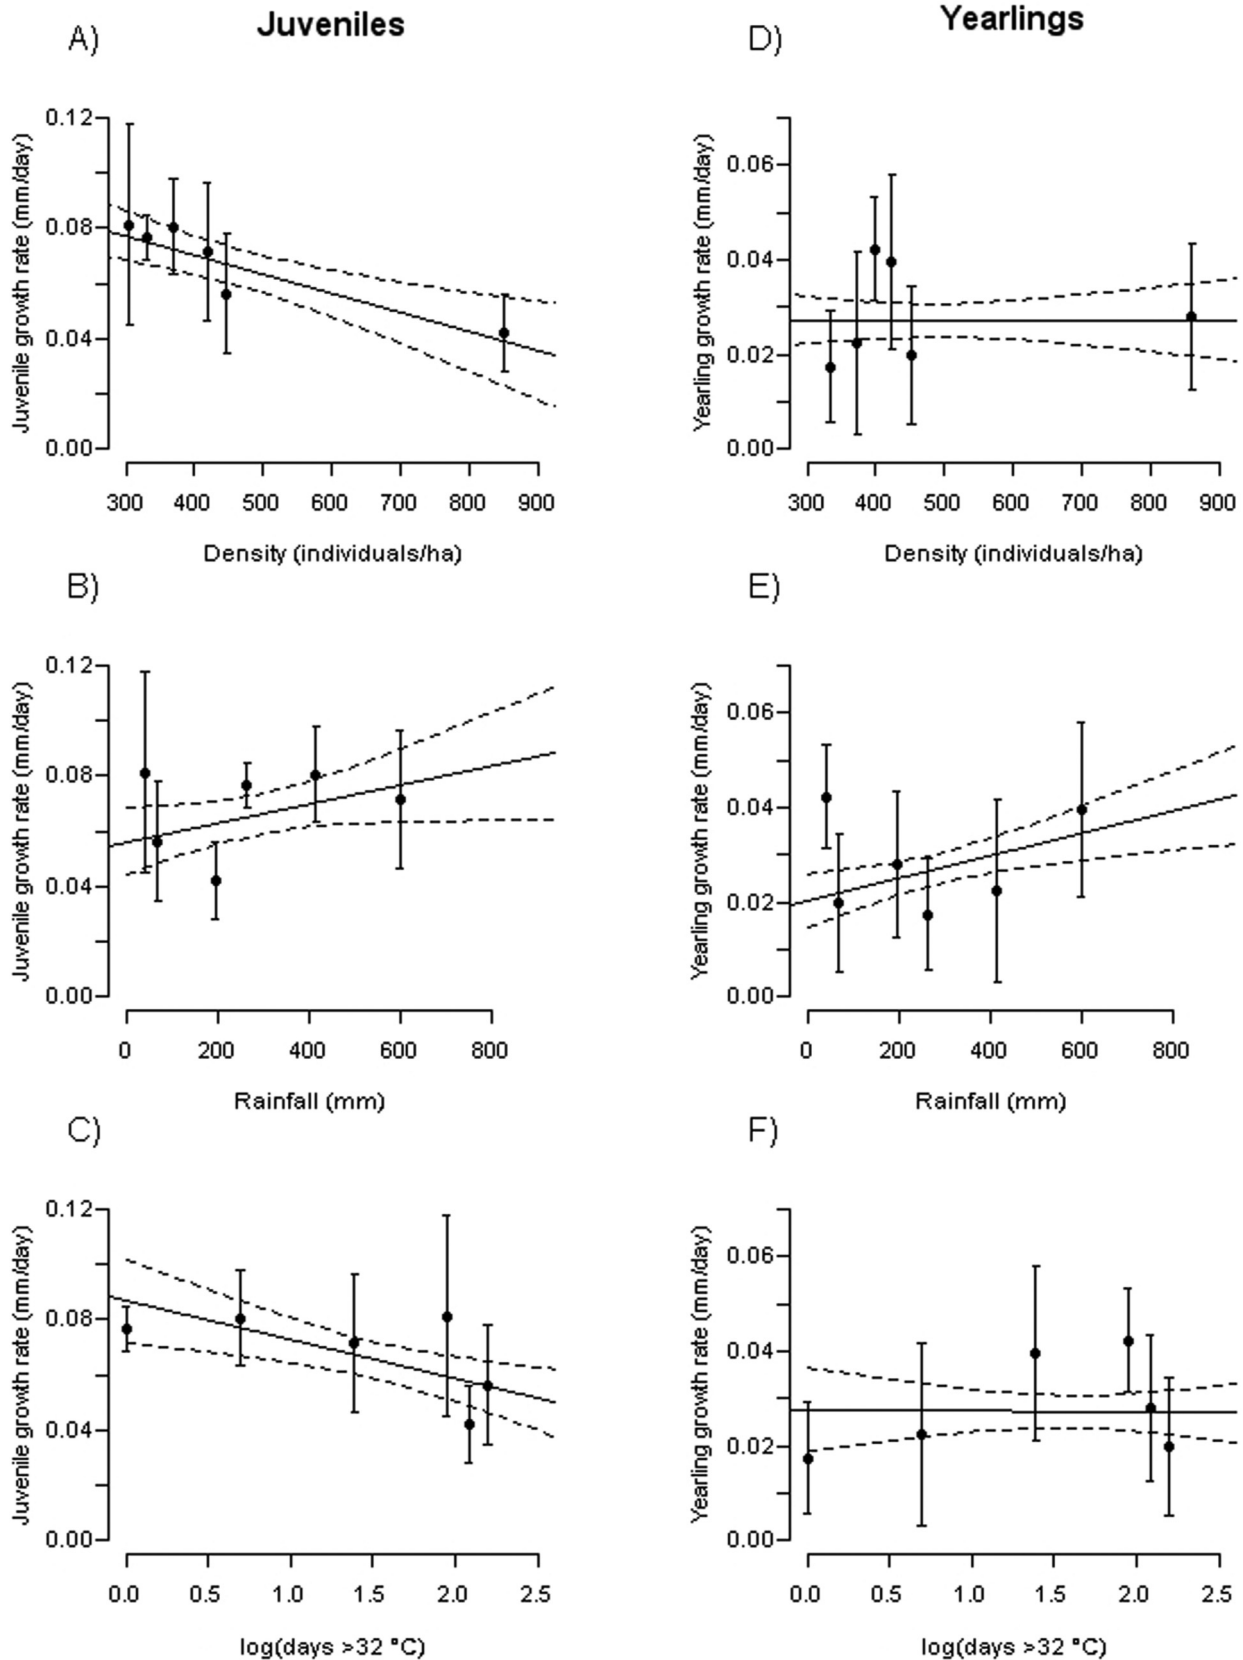 Juveniles
Yearlings
A)
0.12
0.08
0.04
0.00
Juvenile growth rate (mm/day)
300 400 500 600 700 800 900
Density (individuals/ha)
D)
0.06
0.04
0.02
0.00
Yearling growth rate (mm/day)
300 400 500 600 700 800 900
Density (individuals/ha)
B)
0.12
0.08
0.04
0.00
Juvenile growth rate (mm/day)
0 200 400 600 800
Rainfall (mm)
E)
0.06
0.04
0.02
0.00
Yearling growth rate (mm/day)
0 200 400 600 800
Rainfall (mm)
C)
0.12
0.08
0.04
0.00
Juvenile growth rate (mm/day)
0.0 0.5 1.0 1.5 2.0 2.5
log(days >32 °C)
F)
0.06
0.04
0.02
0.00
Yearling growth rate (mm/day)
0.0 0.5 1.0 1.5 2.0 2.5
log(days >32 °C)